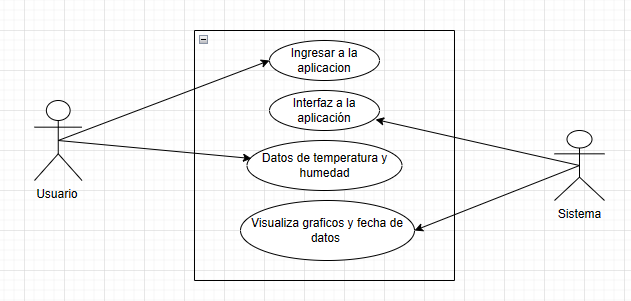 Ingresar a la
aplicacion
Interfaz a la
aplicación
Datos de temperatura y
humedad
Usuario
Visualiza graficos y fecha de
datos
Sistema